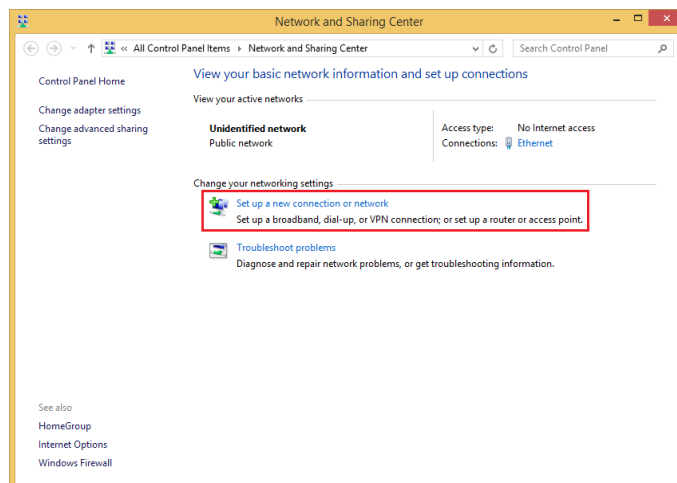 Network and Sharing Center
« All Control Panel Items ▸ Network and Sharing Center
Search Control Panel
Control Panel Home
Change adapter settings
Change advanced sharing
settings
View your basic network information and set up connections
View your active networks
Unidentified network
Public network
Access type: No Internet access
Connections: Ethernet
Change your networking settings
Set up a new connection or network
Set up a broadband, dial-up, or VPN connection; or set up a router or access point.
Troubleshoot problems
Diagnose and repair network problems, or get troubleshooting information.
See also
HomeGroup
Internet Options
Windows Firewall